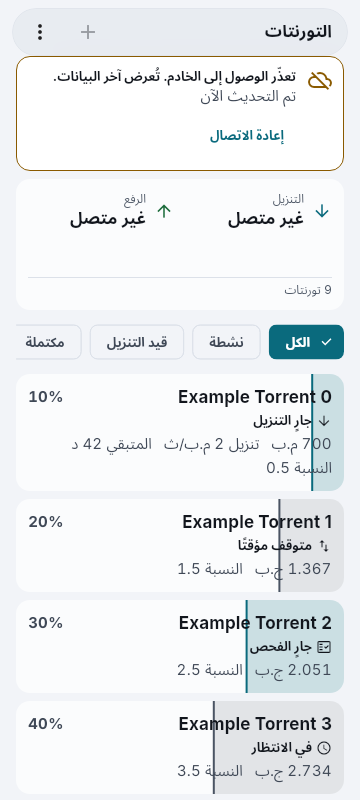 التورنتات
تعذّر الوصول إلى الخادم. تُعرض آخر البيانات.
تم التحديث الآن
إعادة الاتصال
التنزيل
غير متصل
الرفع
غير متصل
9 تورنتات
الكل
نشطة
قيد التنزيل
مكتملة
Example Torrent 0
10%
جارٍ التنزيل
700 م.ب تنزيل 2 م.ب/ث المتبقي 42 د
النسبة 0.5
Example Torrent 1
20%
متوقف مؤقتًا
1.367 ج.ب النسبة 1.5
Example Torrent 2
30%
جارٍ الفحص
2.051 ج.ب النسبة 2.5
Example Torrent 3
40%
في الانتظار
2.734 ج.ب النسبة 3.5